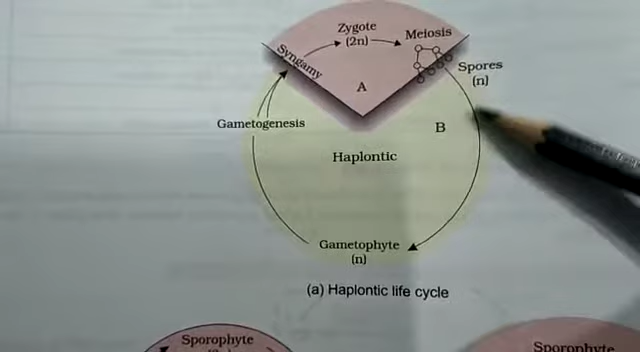 Zygote
(2n)
Meiosis
Syngamy
Spores
(n)
A
Gametogenesis
B
Haplontic
Gametophyte
(n)
(a) Haplontic life cycle
Sporophyte
Sporophyte